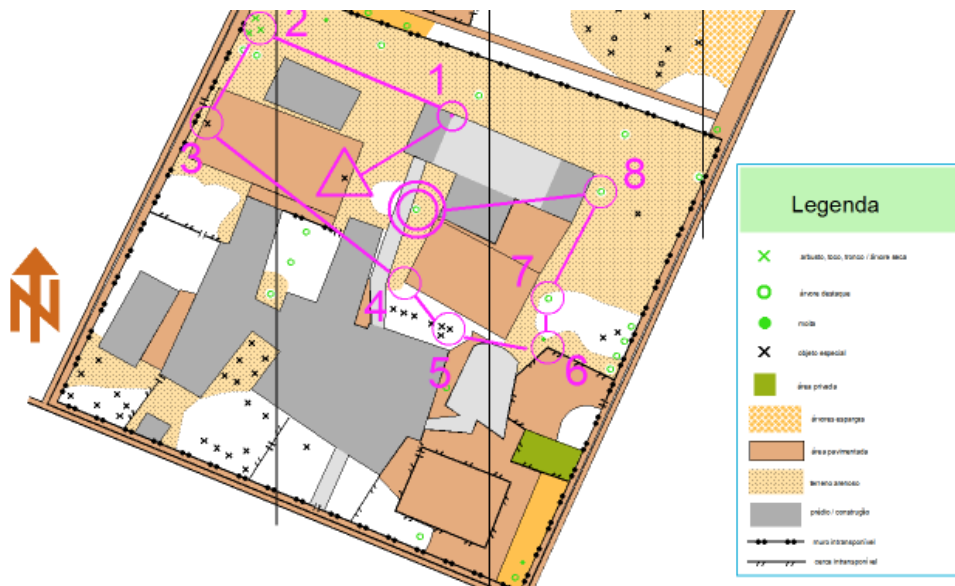 2
1
3
8
7
4
5
6
N
Legenda
arbusto, toco, tronco / árvore seca
árvore destaque
moita
objeto especial
área privada
árvores esparsas
área pavimentada
terreno arenoso
prédio / construção
muro intransponível
cerca intransponível